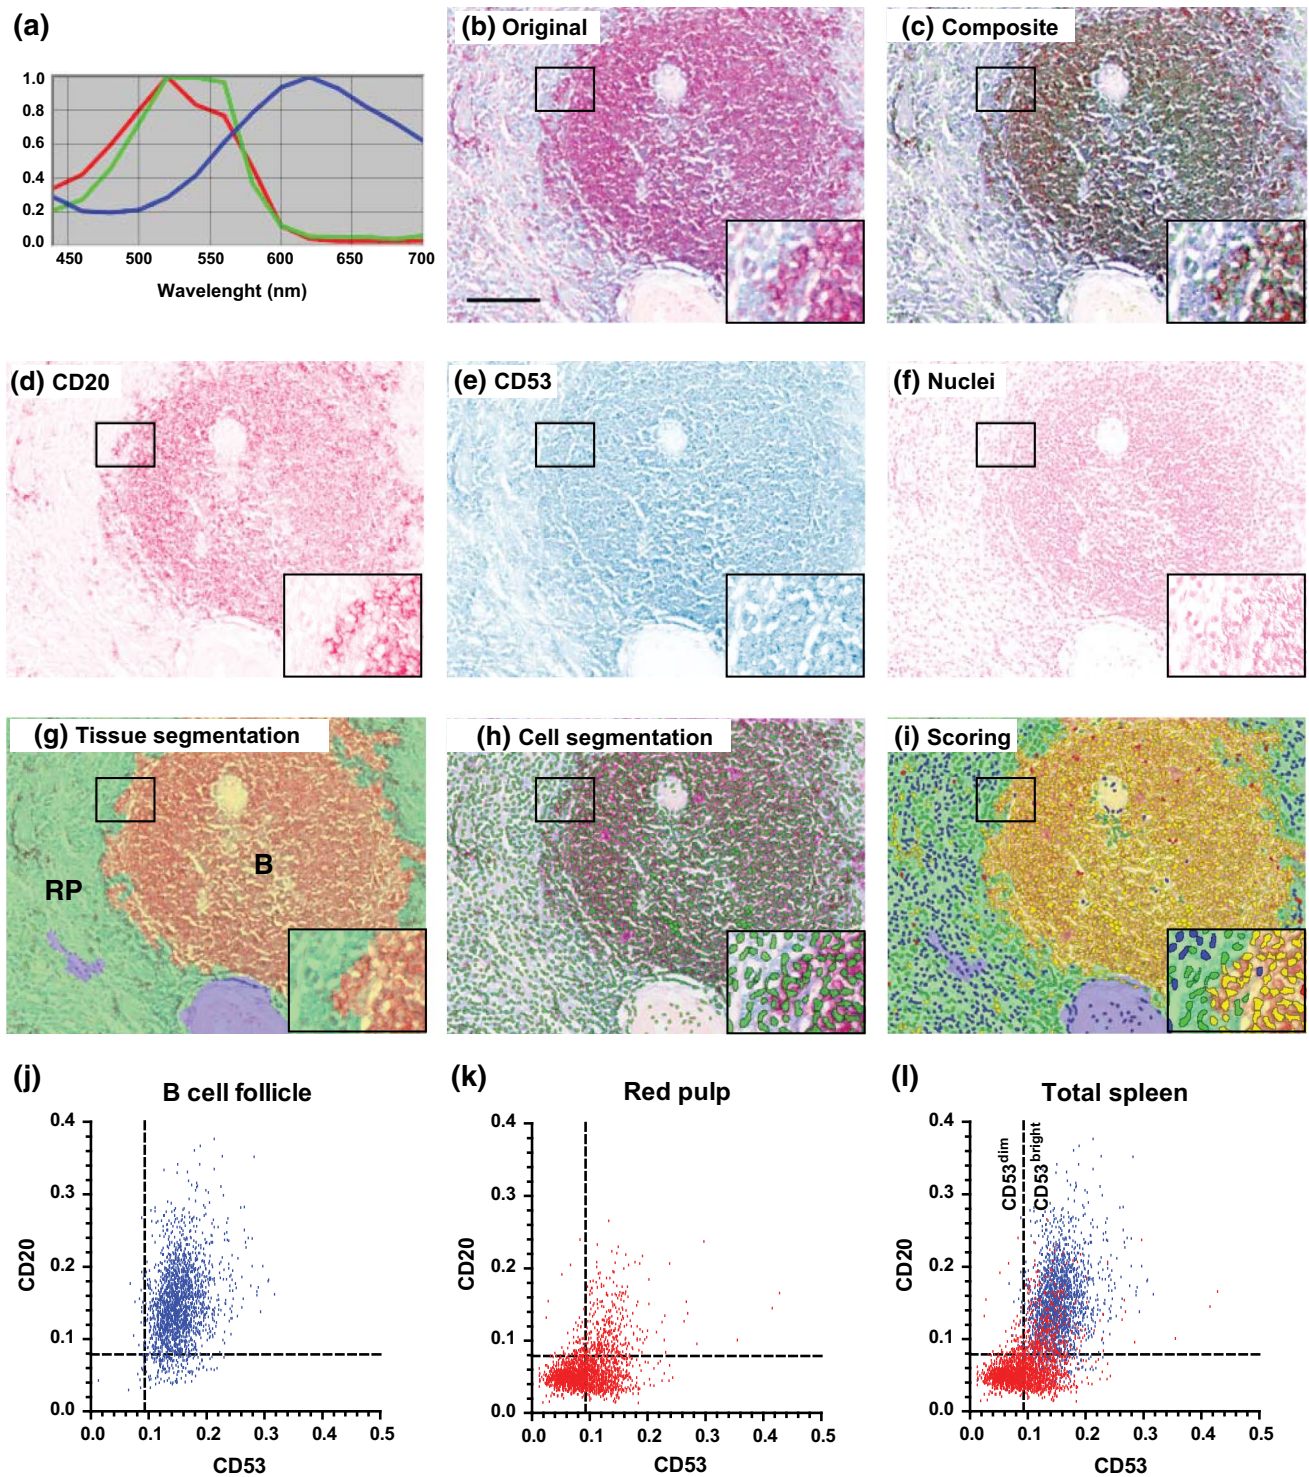 (a)
1.0
0.8
0.6
0.4
0.2
0.0
450 500 550 600 650 700
Wavelenght (nm)
(b) Original
(c) Composite
(d) CD20
(e) CD53
(f) Nuclei
(g) Tissue segmentation
RP
B
(h) Cell segmentation
(i) Scoring
(j)
B cell follicle
0.4
0.3
0.2
0.1
0.0
CD20
0.0 0.1 0.2 0.3 0.4 0.5
CD53
(k)
Red pulp
0.4
0.3
0.2
0.1
0.0
CD20
0.0 0.1 0.2 0.3 0.4 0.5
CD53
(l)
Total spleen
CD53dim
CD53bright
0.4
0.3
0.2
0.1
0.0
CD20
0.0 0.1 0.2 0.3 0.4 0.5
CD53